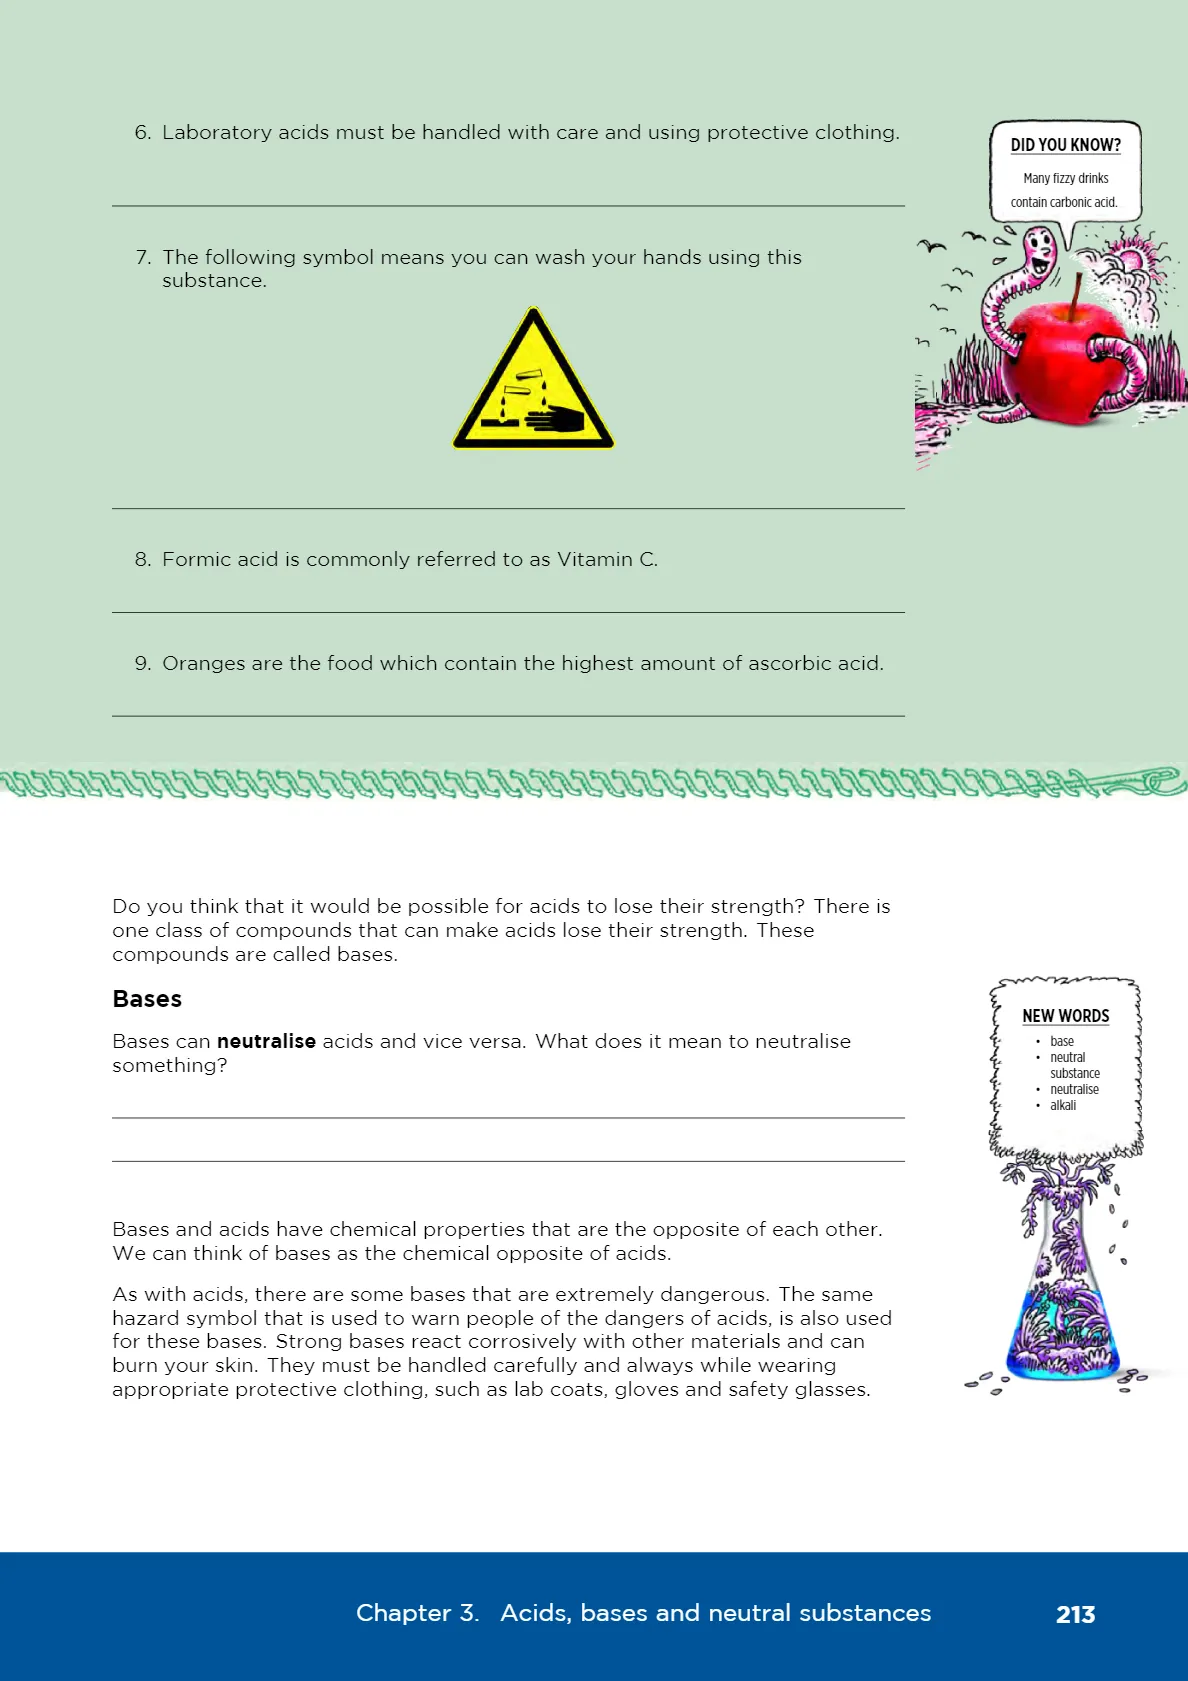 6. Laboratory acids must be handled with care and using protective clothing.
DID YOU KNOW?
Many fizzy drinks
contain carbonic acid.
7. The following symbol means you can wash your hands using this
substance.
8. Formic acid is commonly referred to as Vitamin C.
9. Oranges are the food which contain the highest amount of ascorbic acid.
Do you think that it would be possible for acids to lose their strength? There is
one class of compounds that can make acids lose their strength. These
compounds are called bases.
Bases
Bases can neutralise acids and vice versa. What does it mean to neutralise
something?
NEW WORDS
• base
• neutral
substance
• neutralise
• alkali
Bases and acids have chemical properties that are the opposite of each other.
We can think of bases as the chemical opposite of acids.
As with acids, there are some bases that are extremely dangerous. The same
hazard symbol that is used to warn people of the dangers of acids, is also used
for these bases. Strong bases react corrosively with other materials and can
burn your skin. They must be handled carefully and always while wearing
appropriate protective clothing, such as lab coats, gloves and safety glasses.
Chapter 3. Acids, bases and neutral substances 213